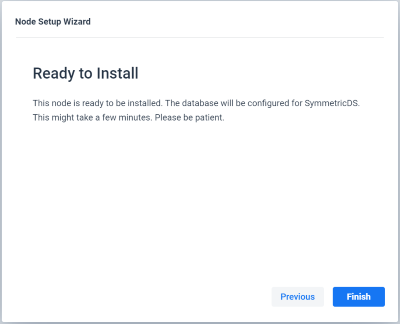 Node Setup Wizard
Ready to Install
This node is ready to be installed. The database will be configured for SymmetricDS.
This might take a few minutes. Please be patient.
Previous Finish